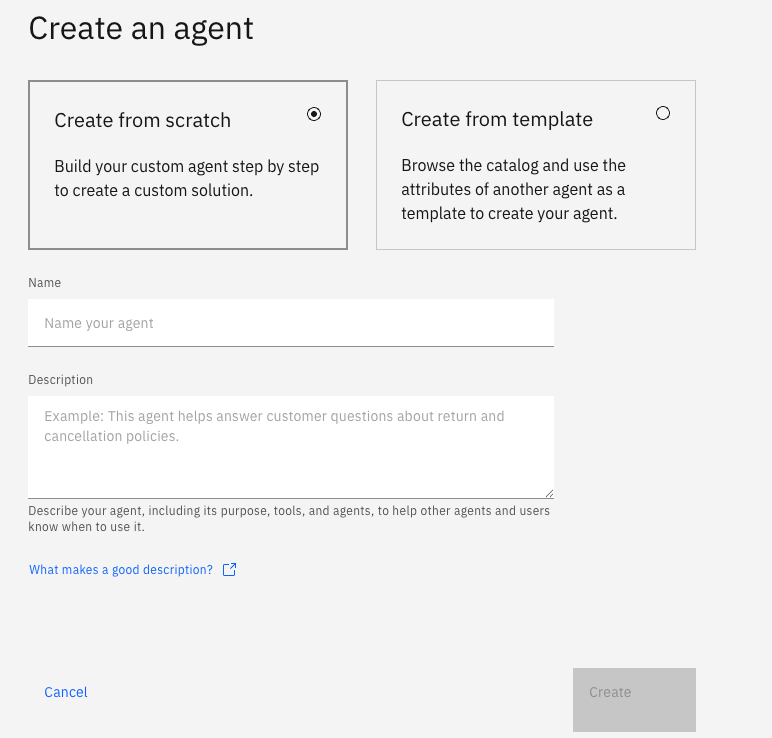 Create an agent
Create from scratch
Build your custom agent step by step
to create a custom solution.
Create from template
Browse the catalog and use the
attributes of another agent as a
template to create your agent.
Name
Name your agent
Description
Example: This agent helps answer customer questions about return and
cancellation policies.
Describe your agent, including its purpose, tools, and agents, to help other agents and users
know when to use it.
What makes a good description?
Cancel
Create